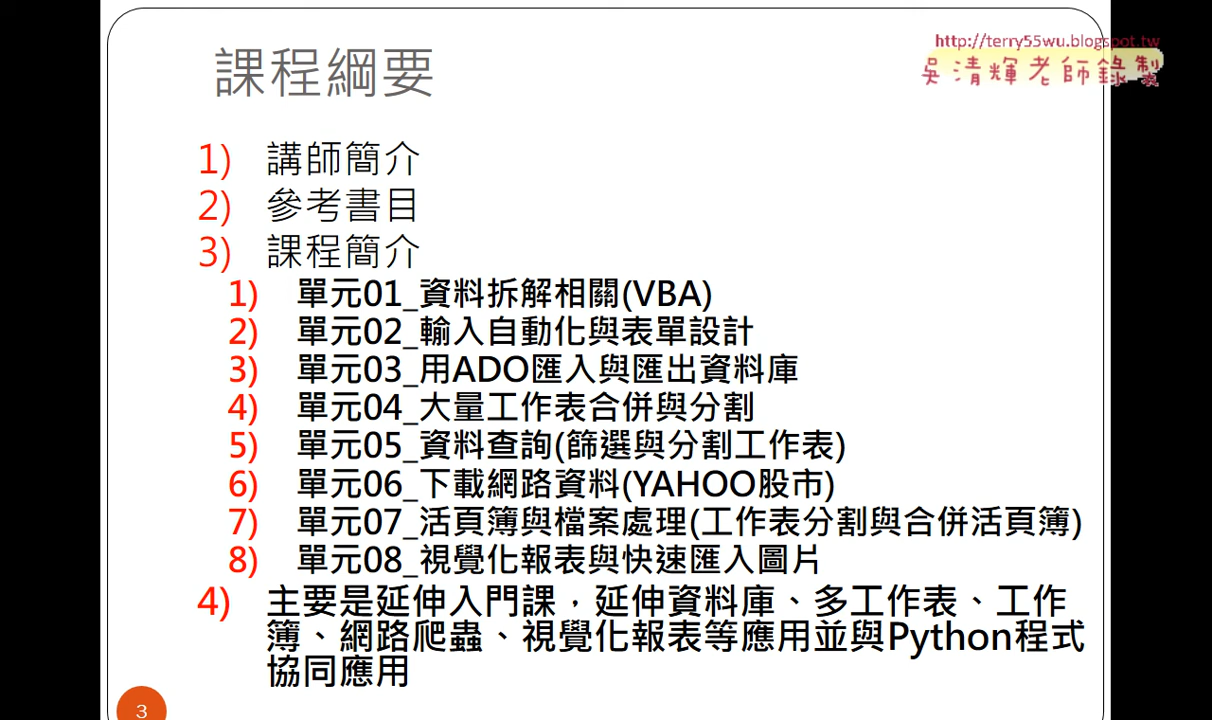 課程綱要
http://terry55wu.blogspot.tw
吳清輝老師錄製
1) 講師簡介
2) 參考書目
3) 課程簡介
1) 單元01_資料拆解相關(VBA)
2) 單元02_輸入自動化與表單設計
3) 單元03_用ADO匯入與匯出資料庫
4) 單元04_大量工作表合併與分割
5) 單元05_資料查詢(篩選與分割工作表)
6) 單元06_下載網路資料(YAHOO股市)
7) 單元07_活頁簿與檔案處理(工作表分割與合併活頁簿)
8) 單元08_視覺化報表與快速匯入圖片
4) 主要是延伸入門課，延伸資料庫、多工作表、工作
簿、網路爬蟲、視覺化報表等應用並與Python程式
協同應用
3